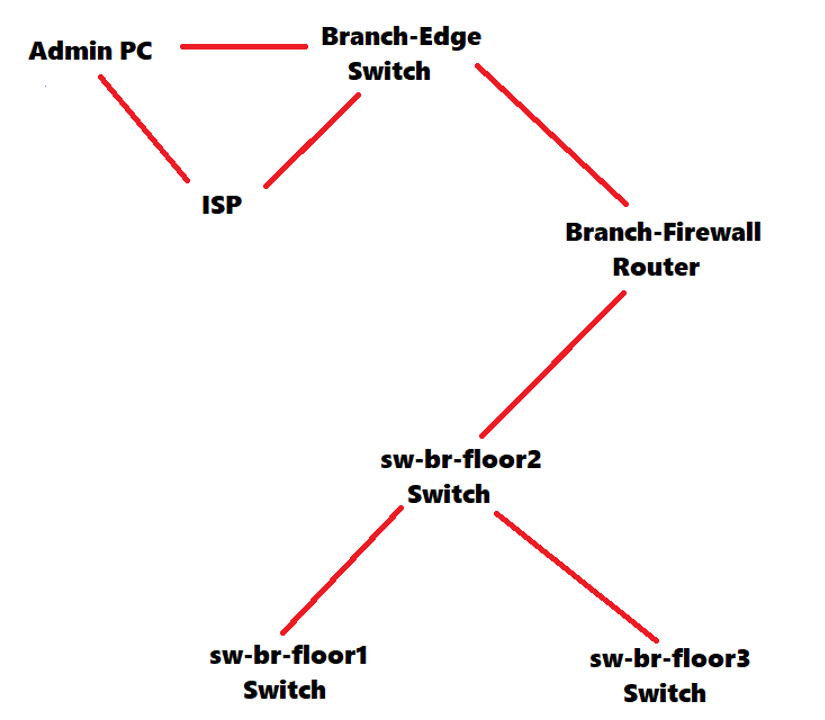 Admin PC
Branch-Edge
Switch
ISP
Branch-Firewall
Router
sw-br-floor2
Switch
sw-br-floor1
Switch
sw-br-floor3
Switch